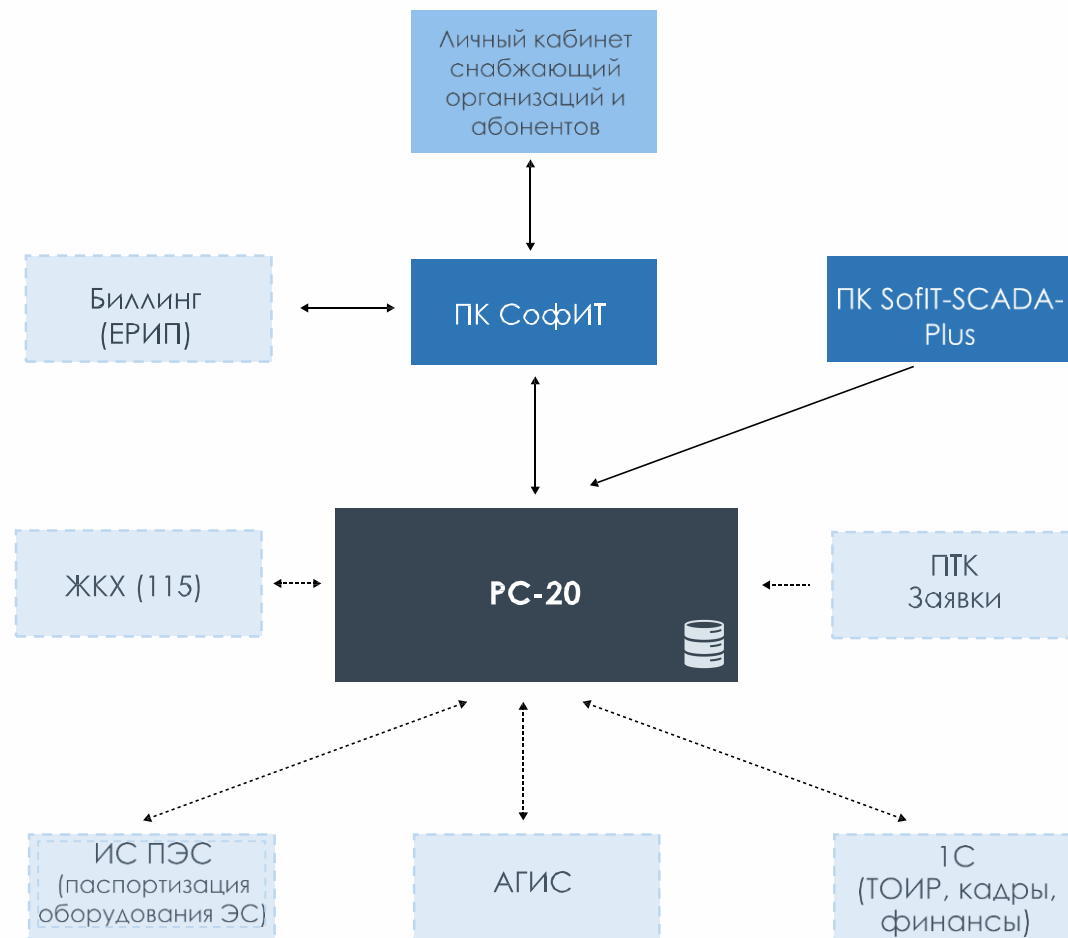 Личный кабинет
снабжающий
организаций и
абонентов
Биллинг
(ЕРИП)
ПК СофИТ
ПК SofIT-SCADA-
Plus
ЖКХ (115)
РС-20
ПТК
Заявки
ИС ПЭС
(паспортизация
оборудования ЭС)
АГИС
1С
(ТОИР, кадры,
финансы)